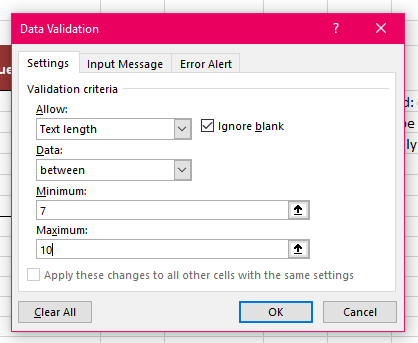 Data Validation ? ×
Settings Input Message Error Alert
Validation criteria
Allow:
Text length Ignore blank
Data:
between
Minimum:
7
Maximum:
10
Apply these changes to all other cells with the same settings
Clear All OK Cancel